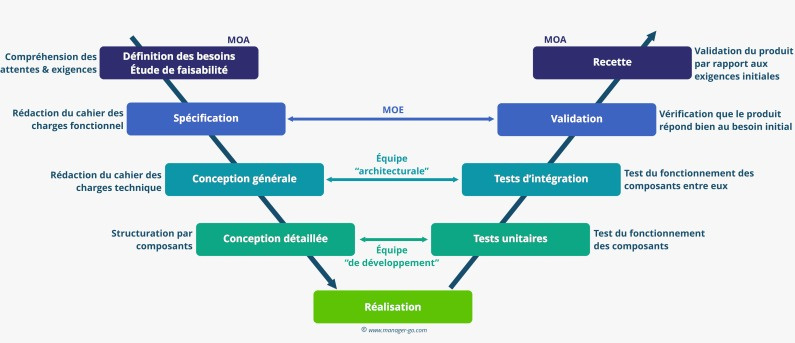 MOA
MOA
Compréhension des
attentes & exigences
Définition des besoins
Étude de faisabilité
Recette
Validation du produit
par rapport aux
exigences initiales
Rédaction du cahier des
charges fonctionnel
Spécification
MOE
Validation
Vérification que le produit
répond bien au besoin initial
Rédaction du cahier des
charges technique
Conception générale
Équipe
“architecturale”
Tests d’intégration
Test du fonctionnement des
composants entre eux
Structuration par
composants
Conception détaillée
Équipe
“de développement”
Tests unitaires
Test du fonctionnement
des composants
Réalisation
© www.manager-go.com